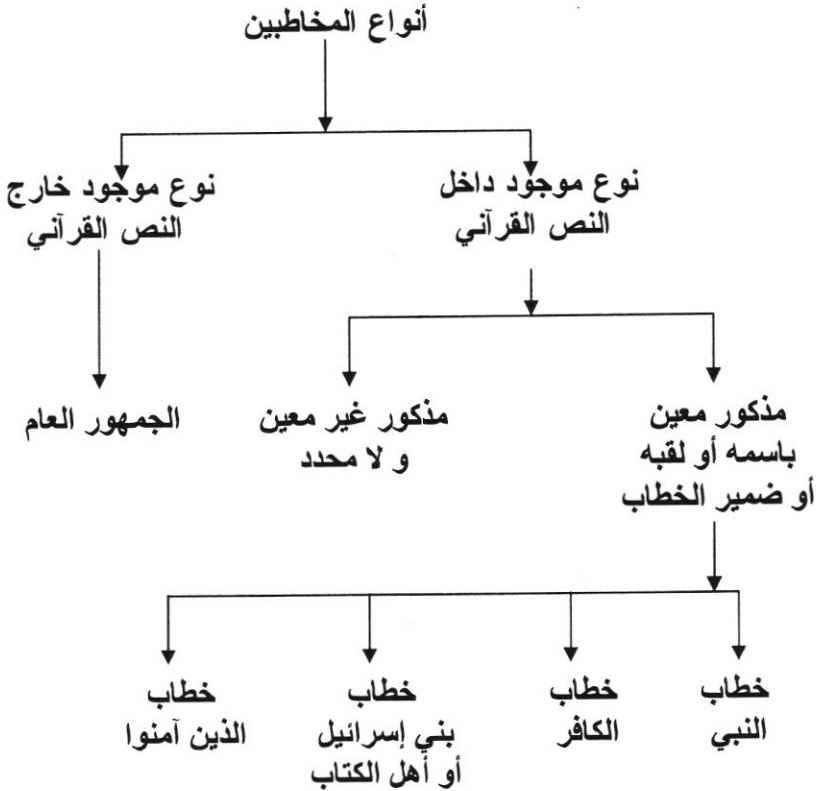 أنواع المخاطبين
نوع موجود داخل
النص القرآني
نوع موجود خارج
النص القرآني
مذكور معين
باسمه أو لقبه
أو ضمير الخطاب
مذكور غير معين
و لا محدد
الجمهور العام
خطاب
النبي
خطاب
الكافر
خطاب
بني إسرائيل
أو أهل الكتاب
خطاب
الذين آمنوا